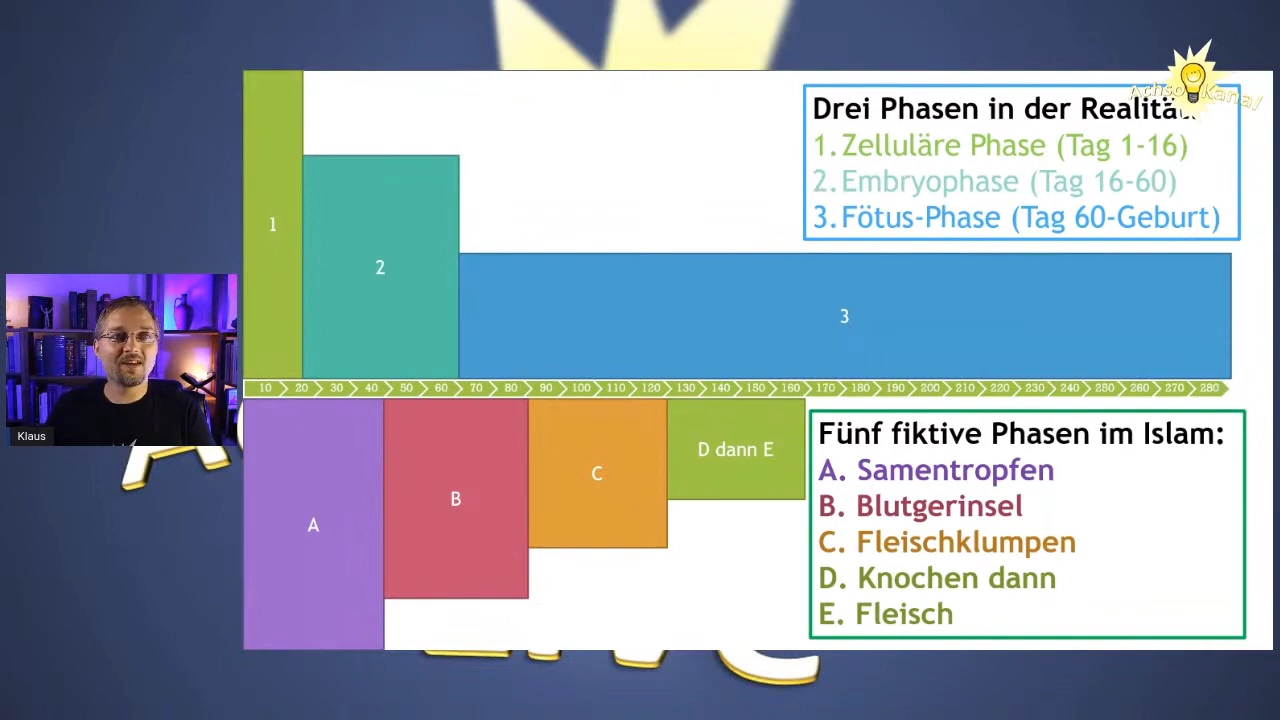 Achso Kanal
Drei Phasen in der Realitä
1. Zelluläre Phase (Tag 1-16)
2. Embryophase (Tag 16-60)
3. Fötus-Phase (Tag 60-Geburt)
1
2
3
10 20 30 40 50 60 70 80 90 100 110 120 130 140 150 160 170 180 190 200 210 220 230 240 250 260 270 280
A
B
C
D dann E
Fünf fiktive Phasen im Islam:
A. Samentropfen
B. Blutgerinsel
C. Fleischklumpen
D. Knochen dann
E. Fleisch
Klaus